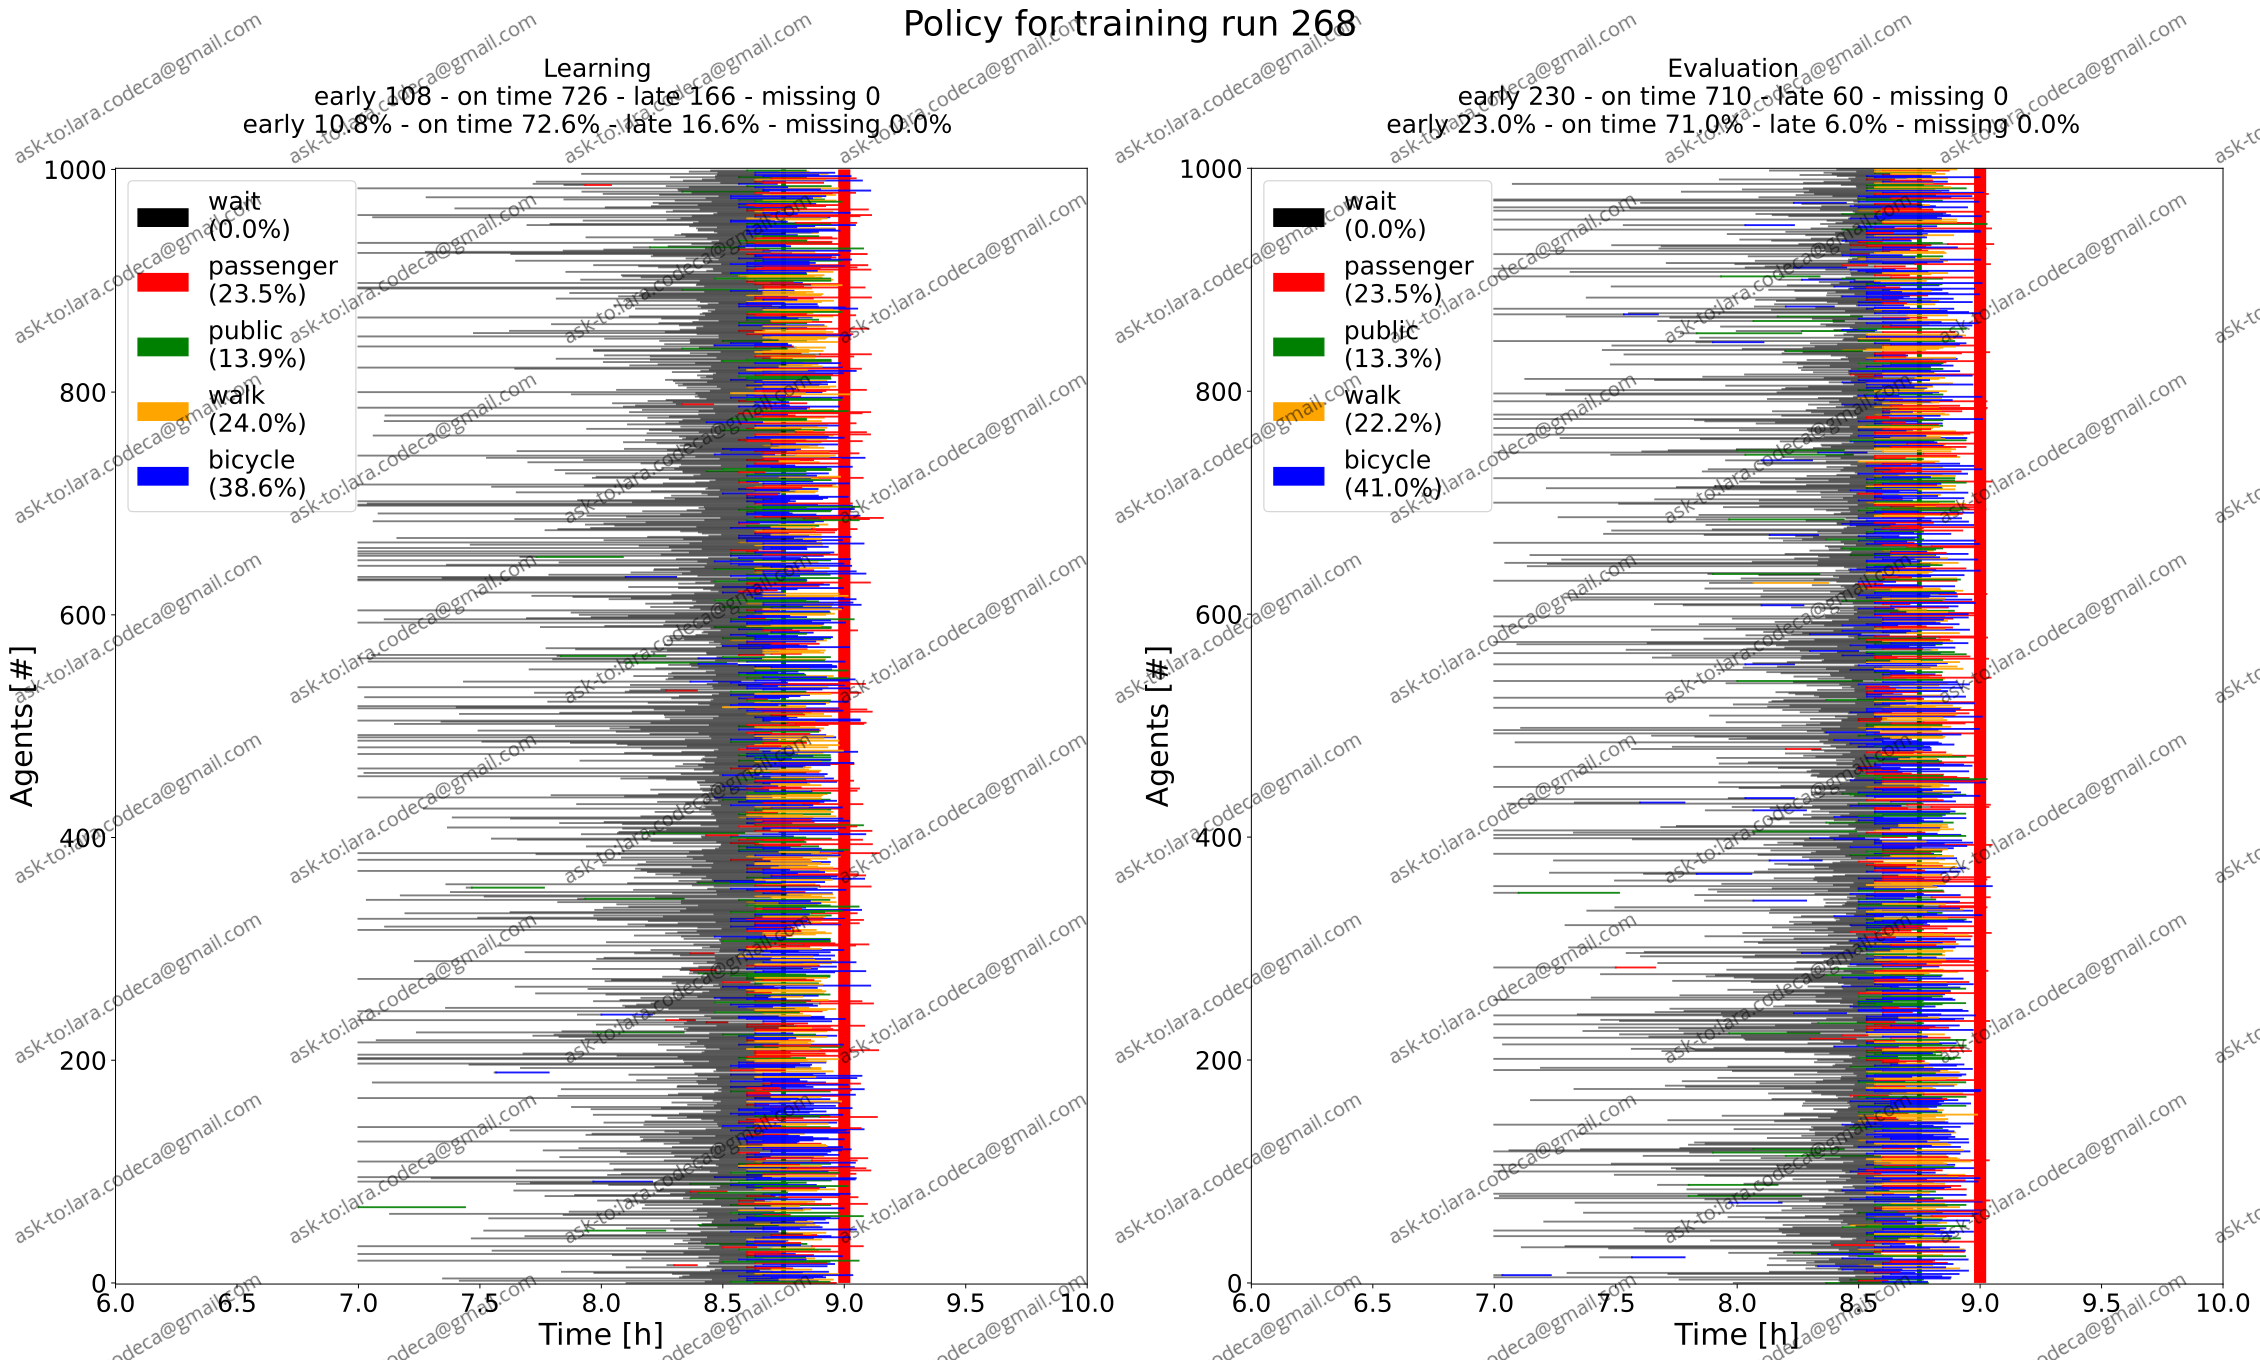 Policy for training run 268
Learning
early 108 - on time 726 - late 166 - missing 0
early 10.8% - on time 72.6% - late 16.6% - missing 0.0%
Evaluation
early 230 - on time 710 - late 60 - missing 0
early 23.0% - on time 71.0% - late 6.0% - missing 0.0%
wait
(0.0%)
passenger
(23.5%)
public
(13.9%)
walk
(24.0%)
bicycle
(38.6%)
1000
800
600
400
200
0
Agents [#]
6.0 6.5 7.0 7.5 8.0 8.5 9.0 9.5 10.0
Time [h]
wait
(0.0%)
passenger
(23.5%)
public
(13.3%)
walk
(22.2%)
bicycle
(41.0%)
1000
800
600
400
200
0
Agents [#]
6.0 6.5 7.0 7.5 8.0 8.5 9.0 9.5 10.0
Time [h]
ask-to:lara.codeca@gmail.com